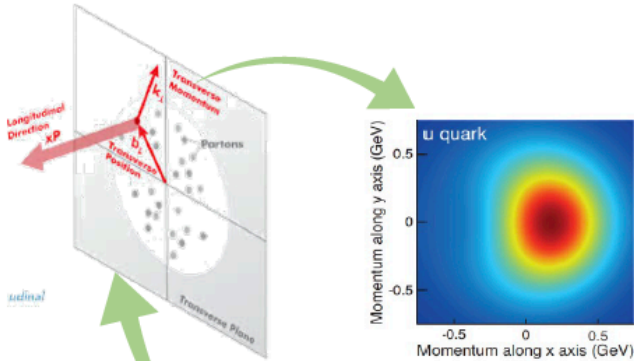 Longitudinal
Direction
xP
k⊥
Transverse
Momentum
b⊥
Transverse
Position
Partons
Transverse Plane
udinal
u quark
Momentum along y axis (GeV)
0.5
0
-0.5
-0.5
0
0.5
Momentum along x axis (GeV)